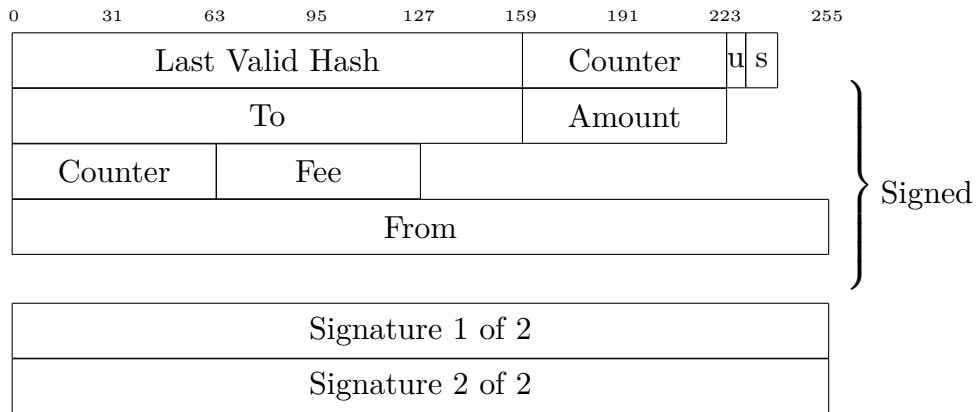 0 31 63 95 127 159 191 223 255
Last Valid Hash Counter u s
To Amount
Counter Fee
From
Signed
Signature 1 of 2
Signature 2 of 2